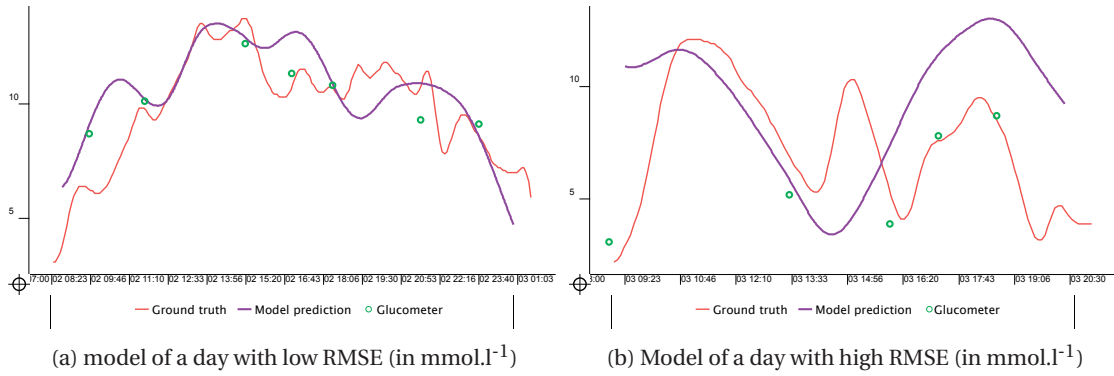 10
5
07:00 02 08:23 02 09:46 02 11:10 02 12:33 02 13:56 02 15:20 02 16:43 02 18:06 02 19:30 02 20:53 02 22:16 02 23:40 03 01:03
Ground truth Model prediction Glucometer
(a) model of a day with low RMSE (in mmol.l-1)
10
5
8:00 03 09:23 03 10:46 03 12:10 03 13:33 03 14:56 03 16:20 03 17:43 03 19:06 03 20:30
Ground truth Model prediction Glucometer
(b) Model of a day with high RMSE (in mmol.l-1)